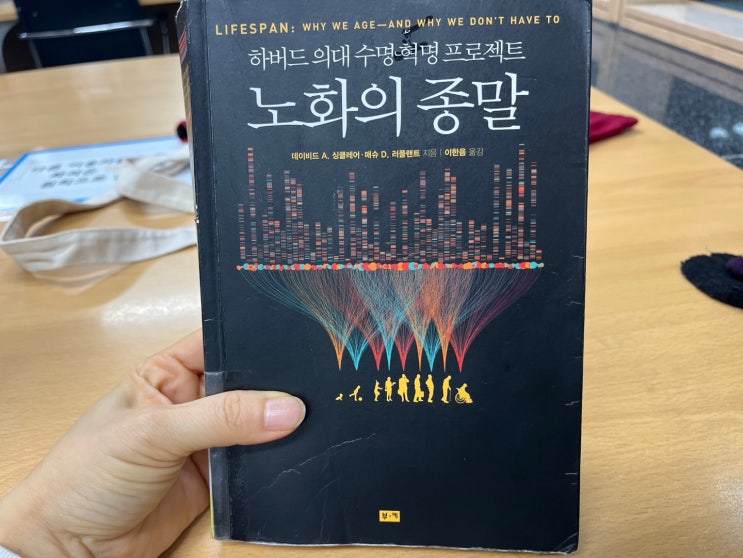 LIFESPAN: WHY WE AGE—AND WHY WE DON'T HAVE TO
하버드 의대 수명 혁명 프로젝트
노화의 종말
데이비드 A. 싱클레어·매슈 D. 러플랜트 지음 | 이한음 옮김
부·키